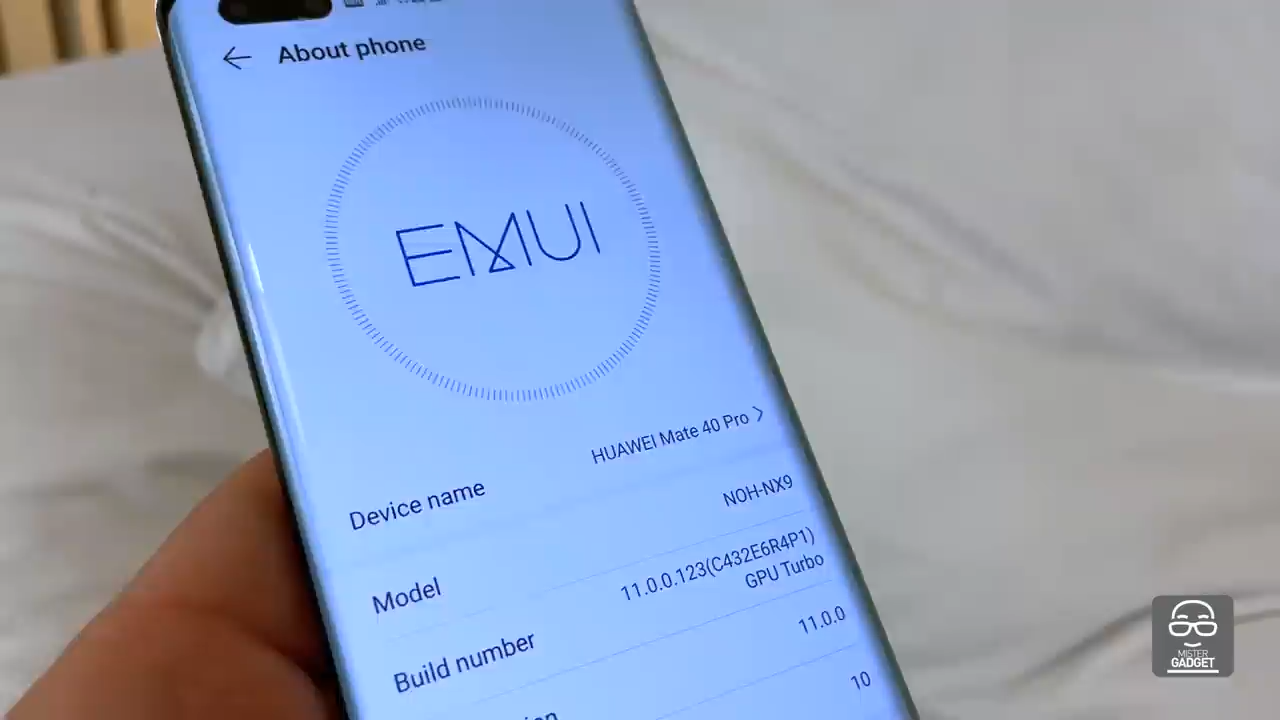 About phone
EMUI
Device name
HUAWEI Mate 40 Pro
Model
NOH-NX9
Build number
11.0.0.123(C432E6R4P1)
GPU Turbo
11.0.0
10
MISTER
GADGET